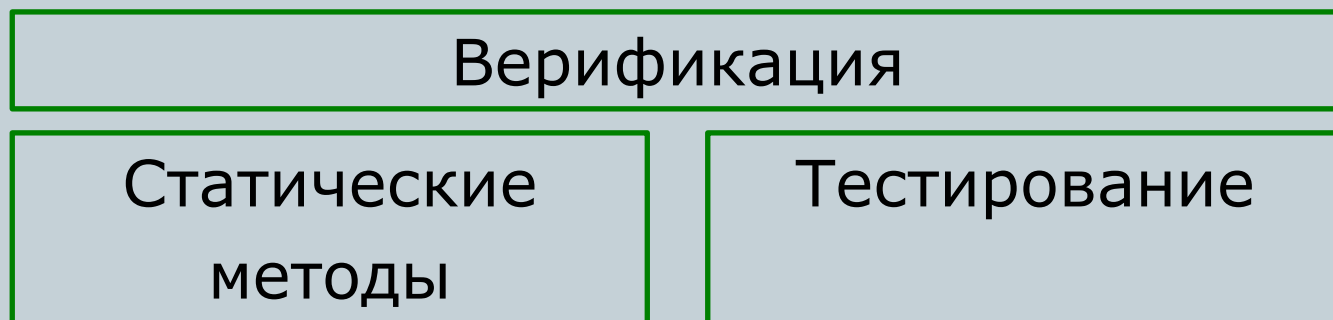 Верификация
Статические
методы
Тестирование